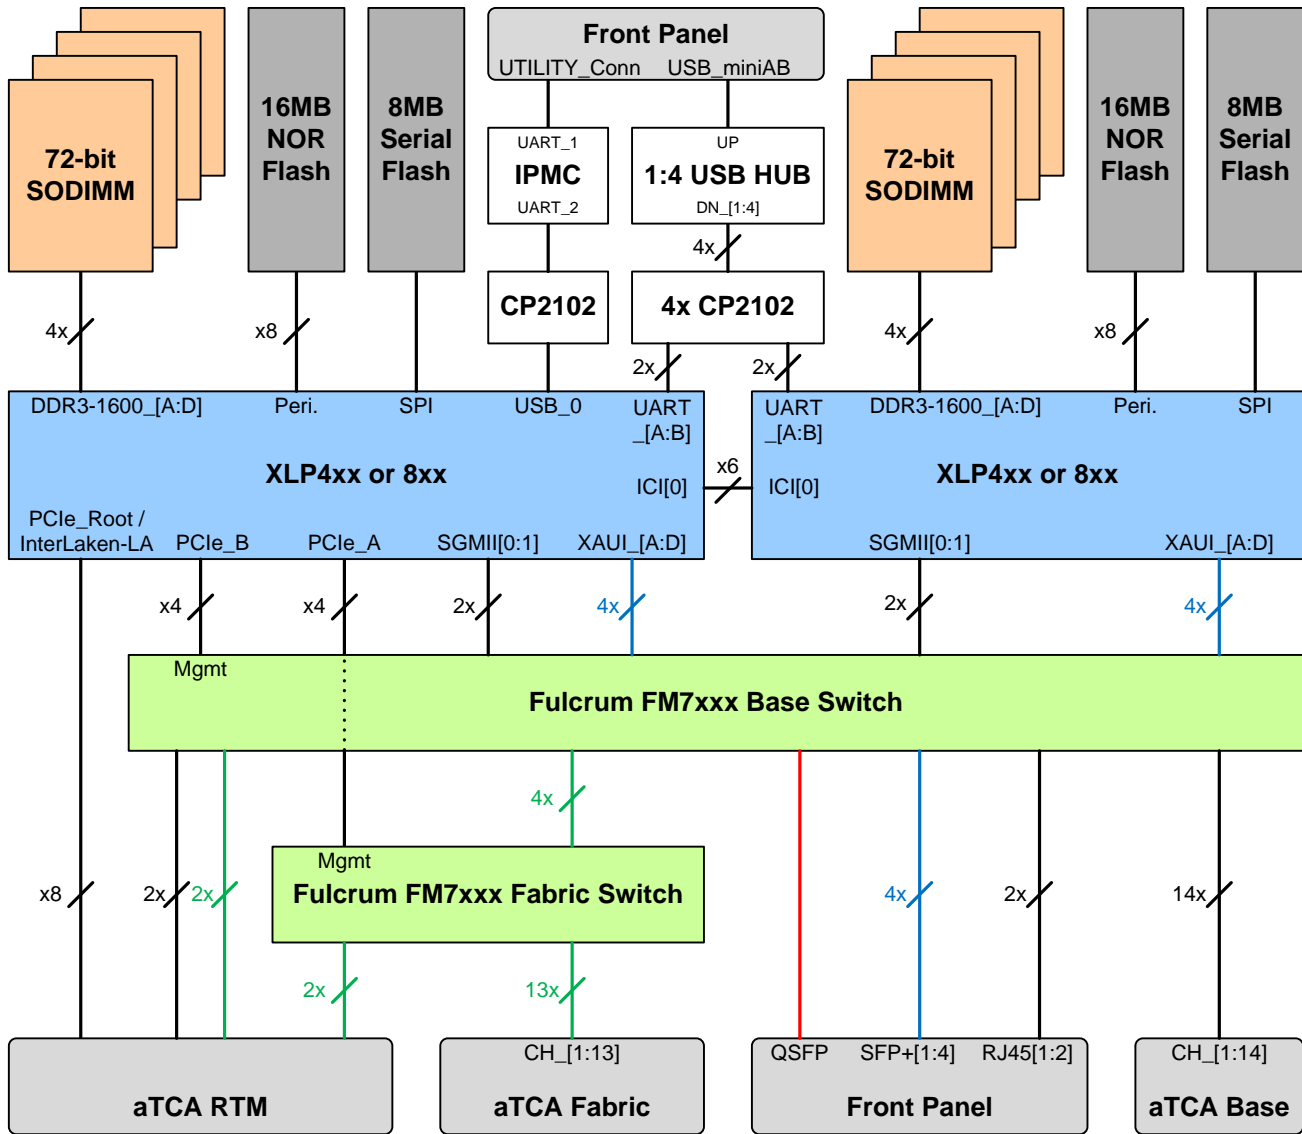 Front Panel
UTILITY_Conn
USB_miniAB
72-bit
SODIMM
16MB
NOR
Flash
8MB
Serial
Flash
UART_1
IPMC
UART_2
UP
1:4 USB HUB
DN_[1:4]
72-bit
SODIMM
16MB
NOR
Flash
8MB
Serial
Flash
4x
CP2102
4x CP2102
4x
x8
2x
2x
4x
x8
DDR3-1600_[A:D]
Peri.
SPI
USB_0
UART
_[A:B]
XLP4xx or 8xx
ICI[0]
PCIe_Root /
InterLaken-LA
PCIe_B
PCIe_A
SGMII[0:1]
XAUI_[A:D]
x6
UART
_[A:B]
DDR3-1600_[A:D]
Peri.
SPI
XLP4xx or 8xx
ICI[0]
SGMII[0:1]
XAUI_[A:D]
x4
x4
2x
4x
2x
4x
Mgmt
Fulcrum FM7xxx Base Switch
4x
Mgmt
Fulcrum FM7xxx Fabric Switch
x8
2x
2x
4x
2x
14x
2x
13x
aTCA RTM
CH_[1:13]
aTCA Fabric
QSFP
SFP+[1:4]
RJ45[1:2]
Front Panel
CH_[1:14]
aTCA Base